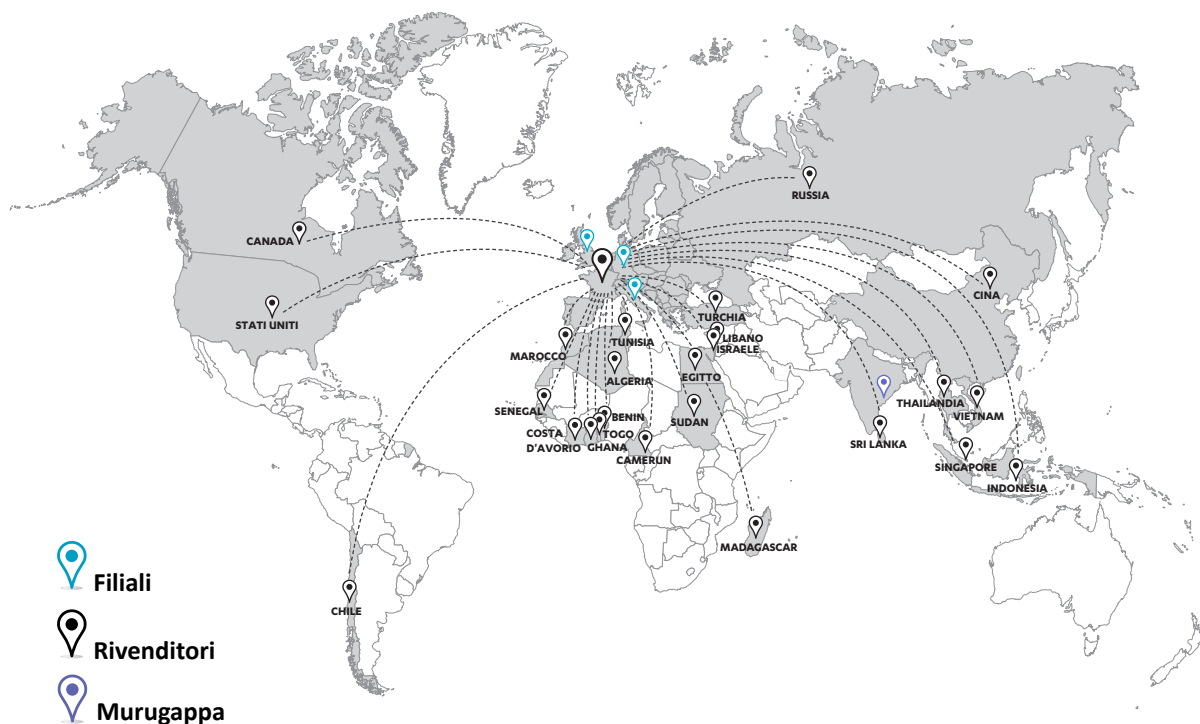 RUSSIA
CANADA
CINA
STATI UNITI
TURCHIA
LIBANO
TUNISIA
ISRAELE
MAROCCO
EGITTO
ALGERIA
THAILANDIA
SENEGAL
BENIN
SUDAN
VIETNAM
COSTA
D'AVORIO
TOGO
GHANA
SRI LANKA
CAMERUN
SINGAPORE
INDONESIA
MADAGASCAR
CHILE
Filiali
Rivenditori
Murugappa